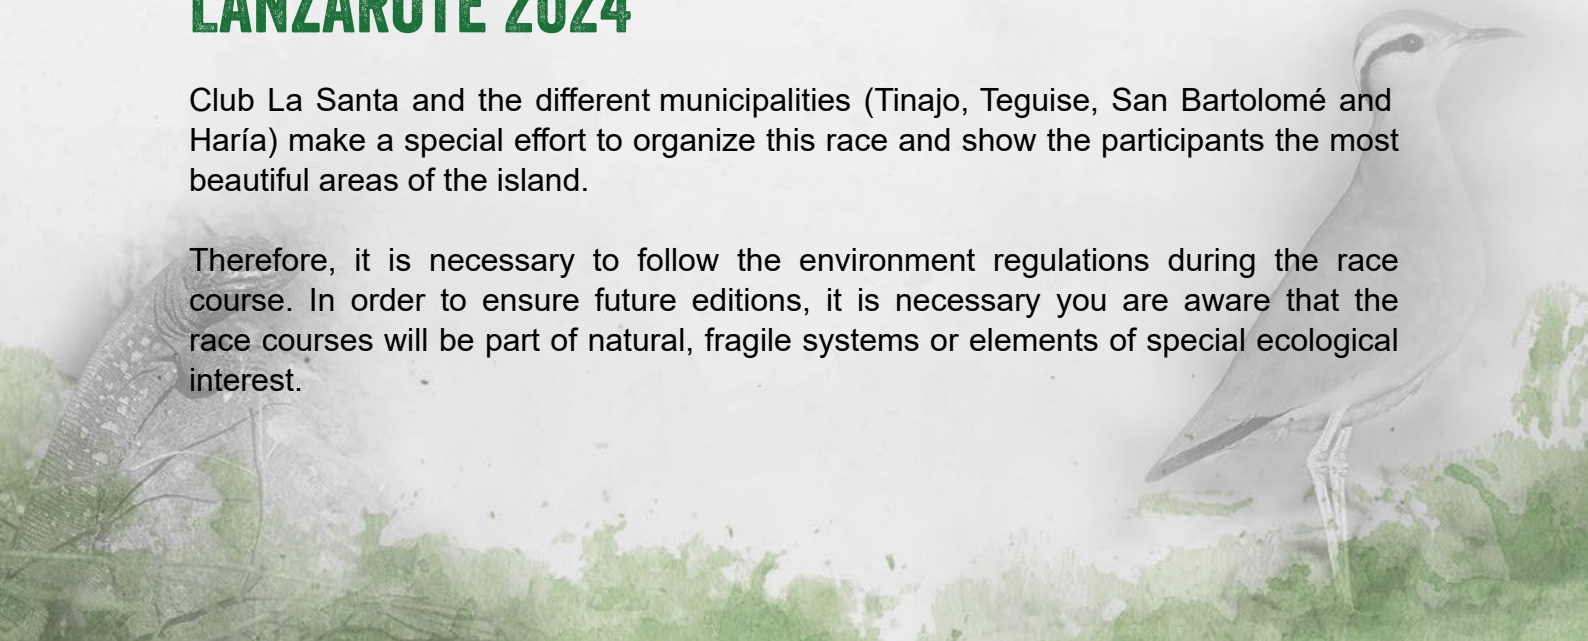 LANZAROTE 2024
Club La Santa and the different municipalities (Tinajo, Teguise, San Bartolomé and
Haría) make a special effort to organize this race and show the participants the most
beautiful areas of the island.
Therefore, it is necessary to follow the environment regulations during the race
course. In order to ensure future editions, it is necessary you are aware that the
race courses will be part of natural, fragile systems or elements of special ecological
interest.